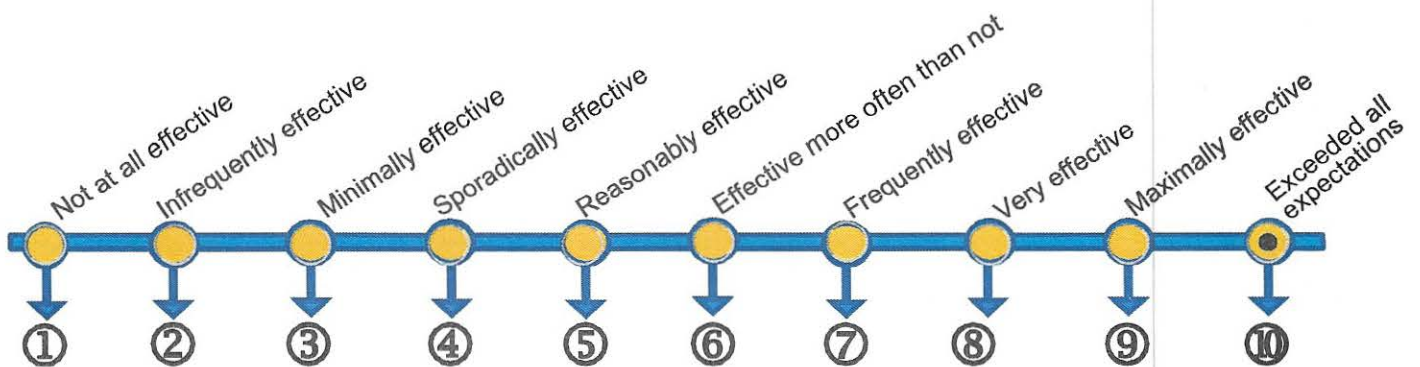 Not at all effective
Infrequently effective
Minimally effective
Sporadically effective
Reasonably effective
Effective more often than not
Frequently effective
Very effective
Maximally effective
Exceeded all
expectations
① ② ③ ④ ⑤ ⑥ ⑦ ⑧ ⑨ ⑩